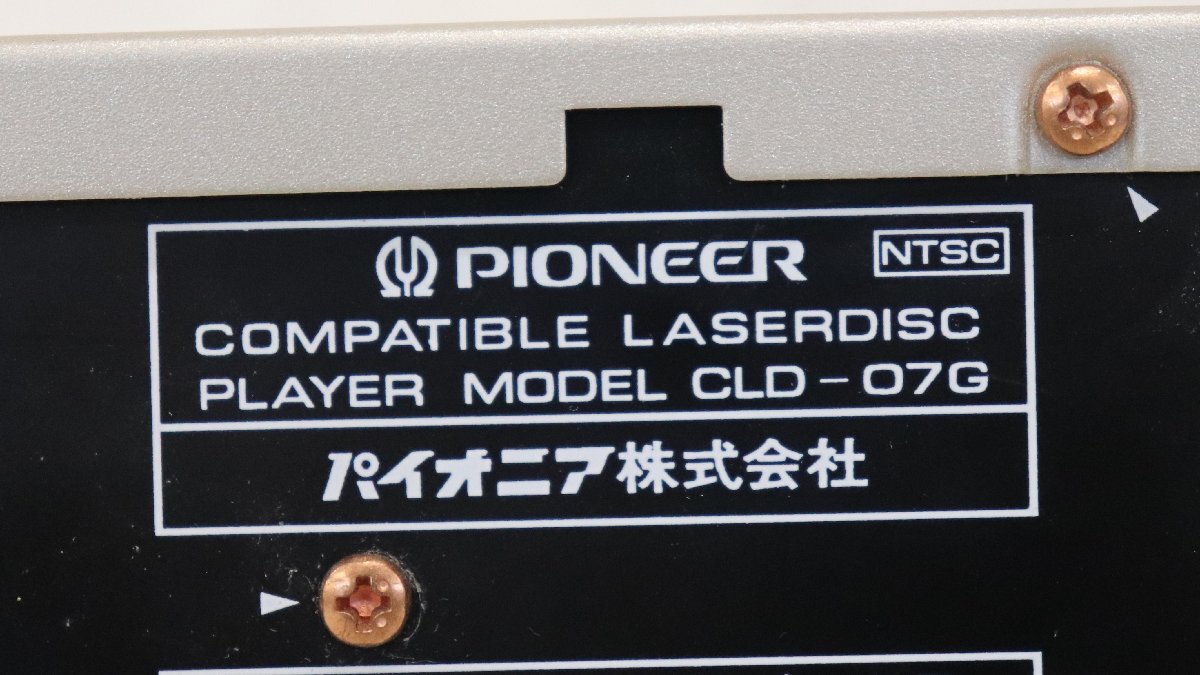 PIONEER NTSC
COMPATIBLE LASERDISC
PLAYER MODEL CLD-07G
パイオニア株式会社